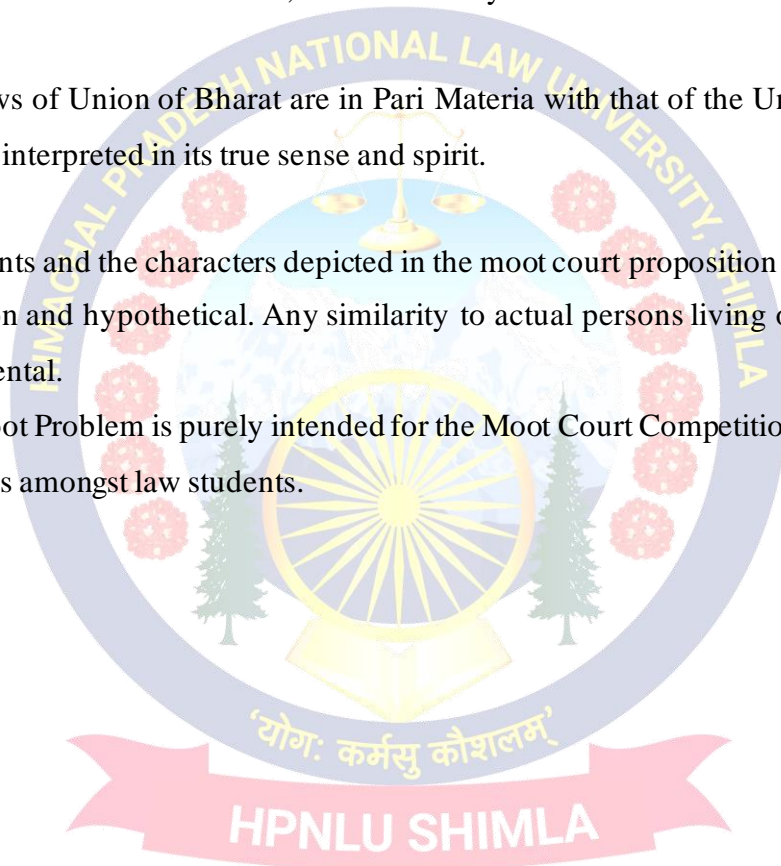 ws of Union of Bharat are in Pari Materia with that of the Un
interpreted in its true sense and spirit.
nts and the characters depicted in the moot court proposition
on and hypothetical. Any similarity to actual persons living o
ental.
oot Problem is purely intended for the Moot Court Competitio
s amongst law students.
HIMACHAL PRADESH NATIONAL LAW UNIVERSITY, SHIMLA
'योगः कर्मसु कौशलम्'
HPNLU SHIMLA